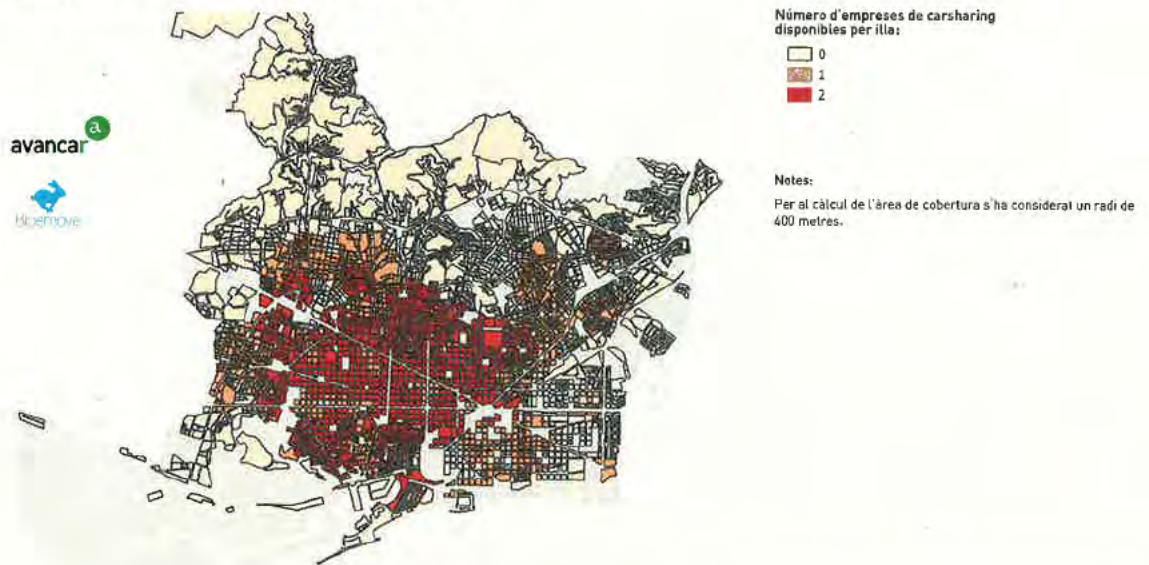 Número d'empreses de carsharing
disponibles per illa:
0
1
2
avancar
a
Bluemove
Notes:
Per al càlcul de l'àrea de cobertura s'ha considerat un radi de
400 metres.